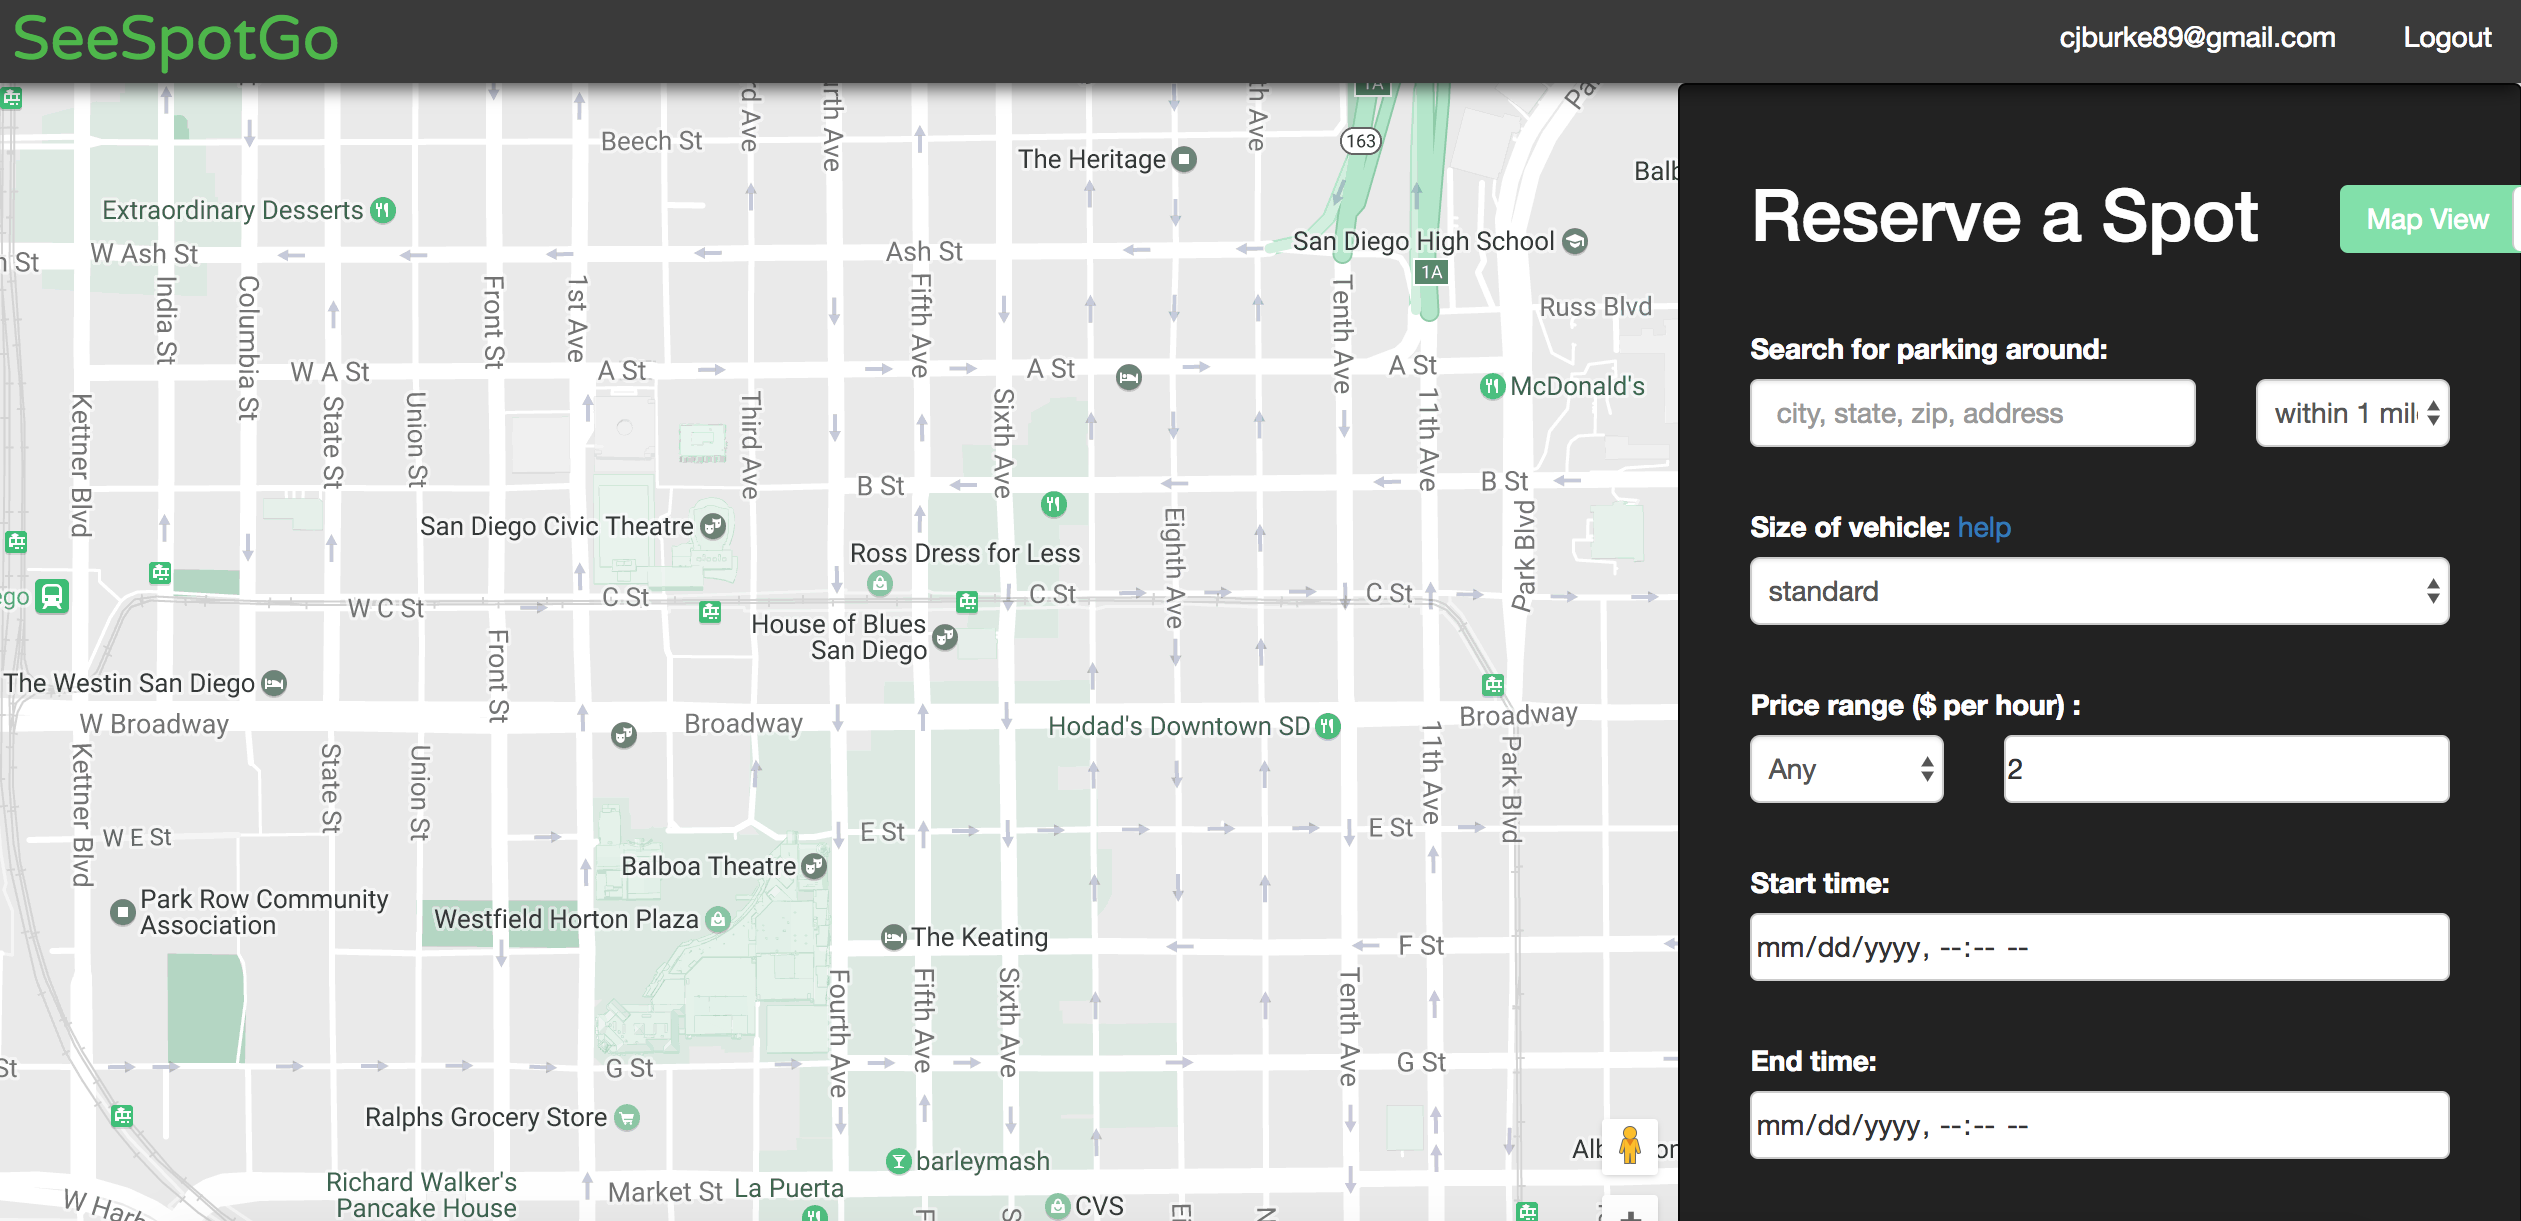 SeeSpotGo
cjburke89@gmail.com
Logout
Reserve a Spot
Map View
Search for parking around:
city, state, zip, address
within 1 mil
Size of vehicle: help
standard
Price range ($ per hour) :
Any
2
Start time:
mm/dd/yyyy, --:-- --
End time:
mm/dd/yyyy, --:-- --
1A
163
Beech St
The Heritage
Extraordinary Desserts
W Ash St
Ash St
San Diego High School
1A
Russ Blvd
India St
Columbia St
Front St
1st Ave
Fifth Ave
Tenth Ave
W A St
A St
A St
A St
McDonald's
Kettner Blvd
State St
Union St
Third Ave
Sixth Ave
11th Ave
B St
B St
San Diego Civic Theatre
Ross Dress for Less
Eighth Ave
Park Blvd
W C St
C St
C St
C St
House of Blues
San Diego
The Westin San Diego
Front St
W Broadway
Broadway
Hodad's Downtown SD
Broadway
Kettner Blvd
State St
Union St
11th Ave
Park Blvd
W E St
E St
E St
Balboa Theatre
Park Row Community
Association
Westfield Horton Plaza
The Keating
F St
Fourth Ave
Fifth Ave
Sixth Ave
Tenth Ave
G St
G St
Ralphs Grocery Store
barleymash
Richard Walker's
Pancake House
Market St
La Puerta
CVS